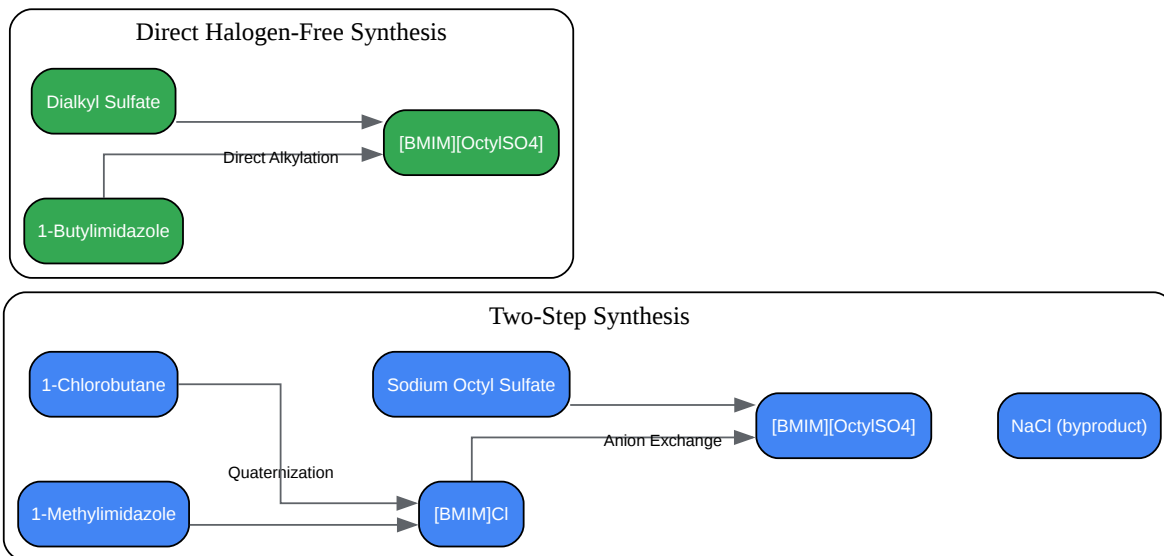 Direct Halogen-Free Synthesis
Dialkyl Sulfate
[BMIM][OctylSO4]
Direct Alkylation
1-Butylimidazole
Two-Step Synthesis
1-Chlorobutane
Sodium Octyl Sulfate
[BMIM][OctylSO4]
NaCl (byproduct)
Anion Exchange
Quaternization
1-Methylimidazole
[BMIM]Cl